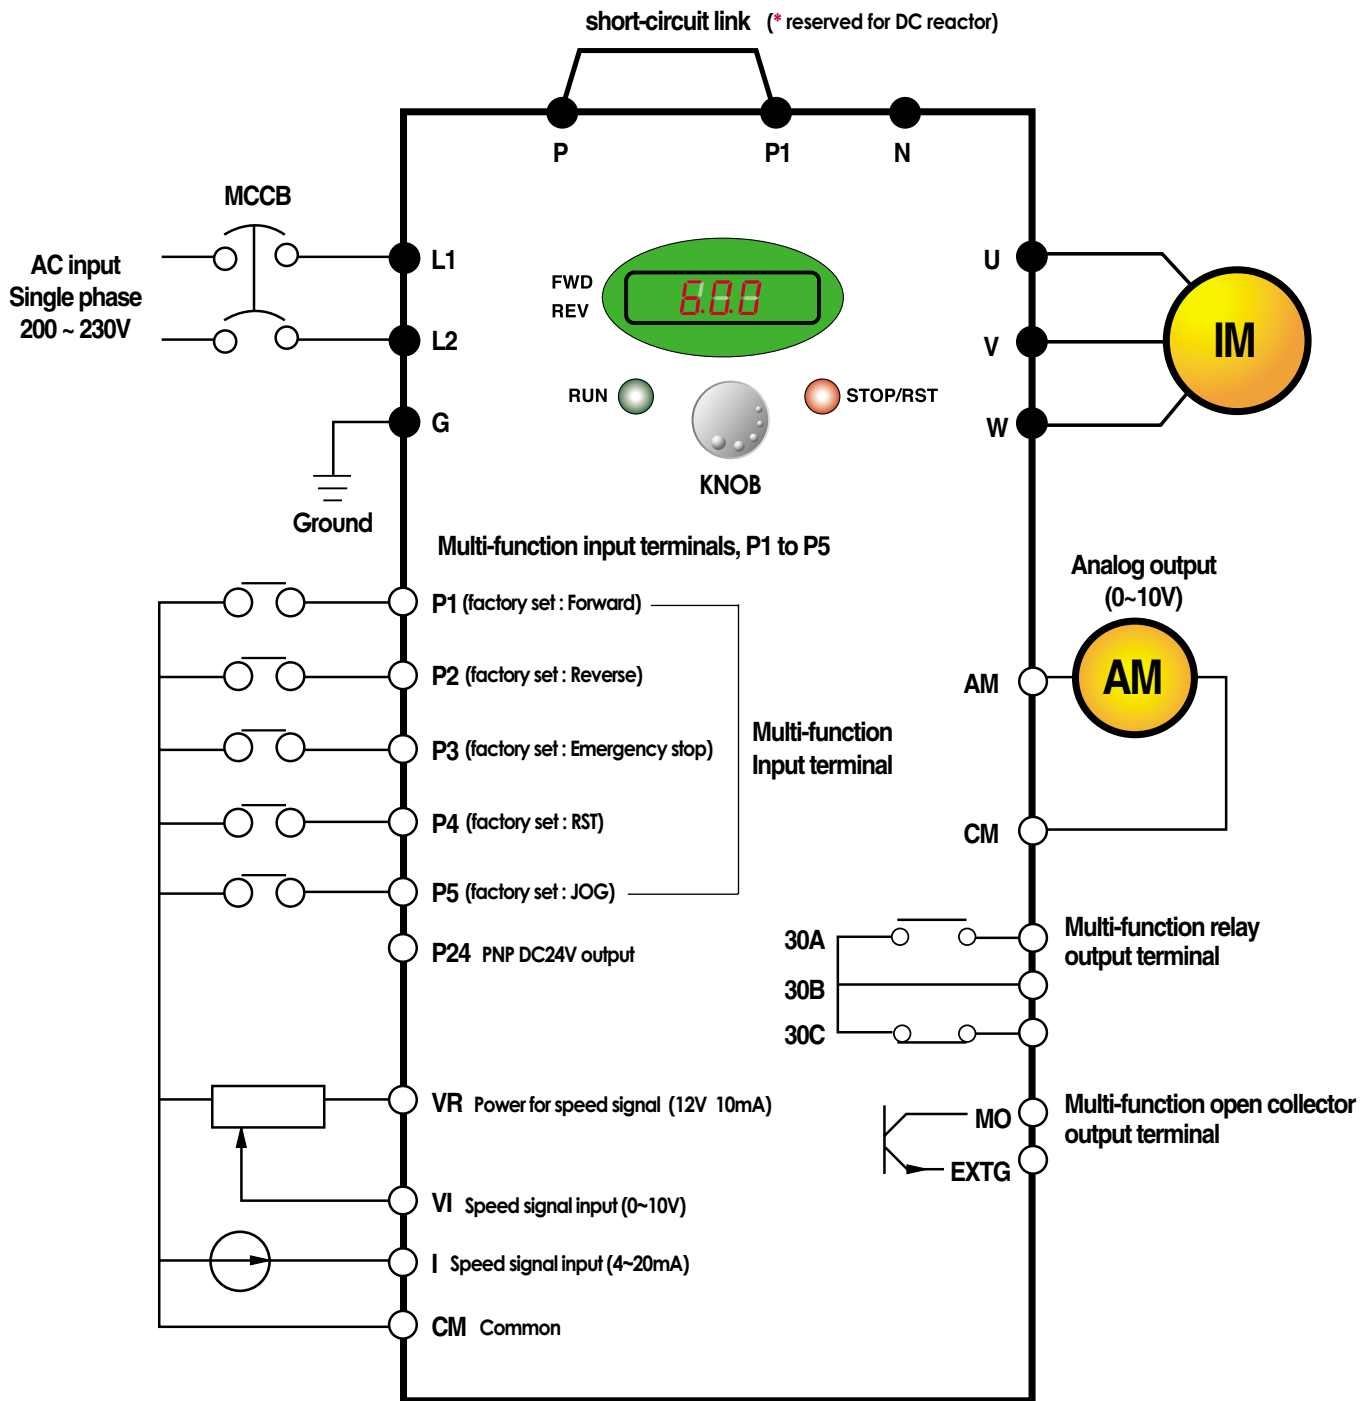 short-circuit link (* reserved for DC reactor)
P
P1
N
MCCB
AC input
Single phase
200 ~ 230V
L1
L2
G
Ground
FWD
REV
6.0.0
RUN
STOP/RST
KNOB
U
V
W
IM
Multi-function input terminals, P1 to P5
P1 (factory set : Forward)
P2 (factory set : Reverse)
P3 (factory set : Emergency stop)
P4 (factory set : RST)
P5 (factory set : JOG)
Multi-function
Input terminal
P24 PNP DC24V output
VR Power for speed signal (12V 10mA)
VI Speed signal input (0~10V)
I Speed signal input (4~20mA)
CM Common
Analog output
(0~10V)
AM
AM
CM
30A
30B
30C
Multi-function relay
output terminal
MO
EXTG
Multi-function open collector
output terminal